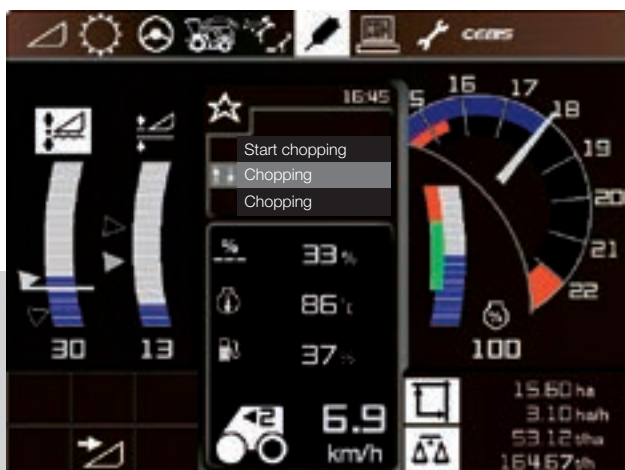 CEBIS
16:45
15 16 17 18 19 20 21 22
Start chopping
Chopping
Chopping
% 33 %
86 °c
37
30
13
100
2
6.9
km/h
15.60 ha
3.10 ha/h
53.12 t/ha
164.67 t/h